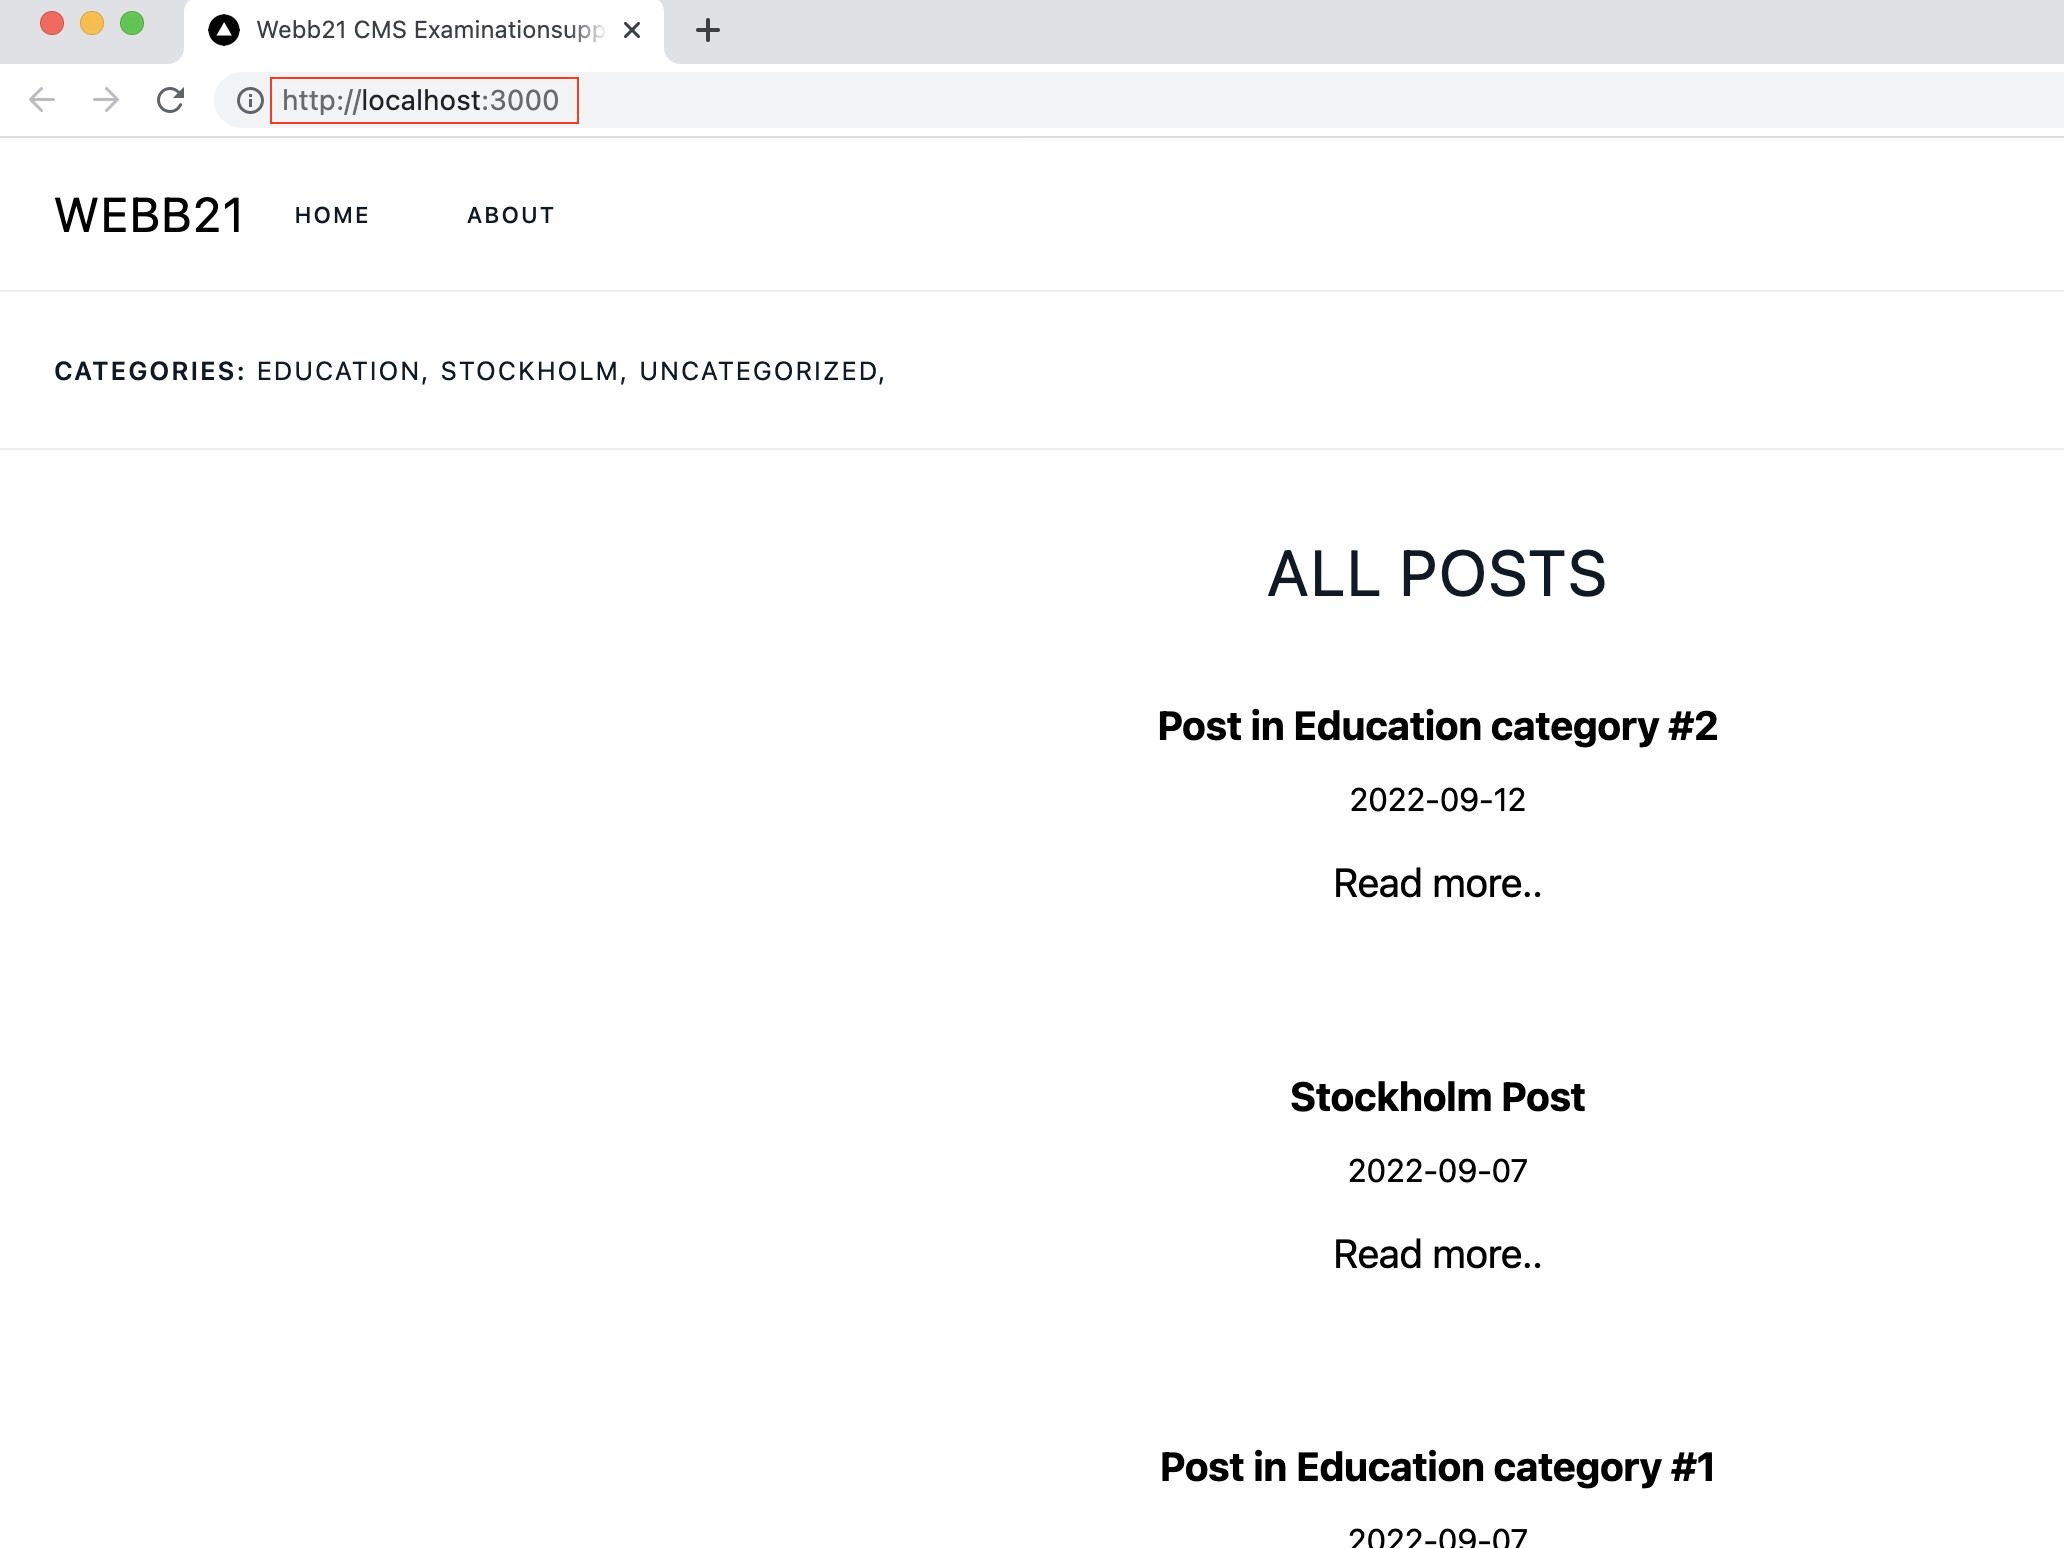 Webb21 CMS Examinationsupp
http://localhost:3000
WEBB21 HOME ABOUT
CATEGORIES: EDUCATION, STOCKHOLM, UNCATEGORIZED,
ALL POSTS
Post in Education category #2
2022-09-12
Read more..
Stockholm Post
2022-09-07
Read more..
Post in Education category #1
2022-09-07